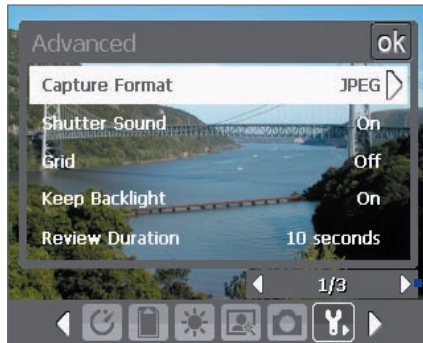 Advanced ok
Capture Format JPEG
Shutter Sound On
Grid Off
Keep Backlight On
Review Duration 10 seconds
1/3